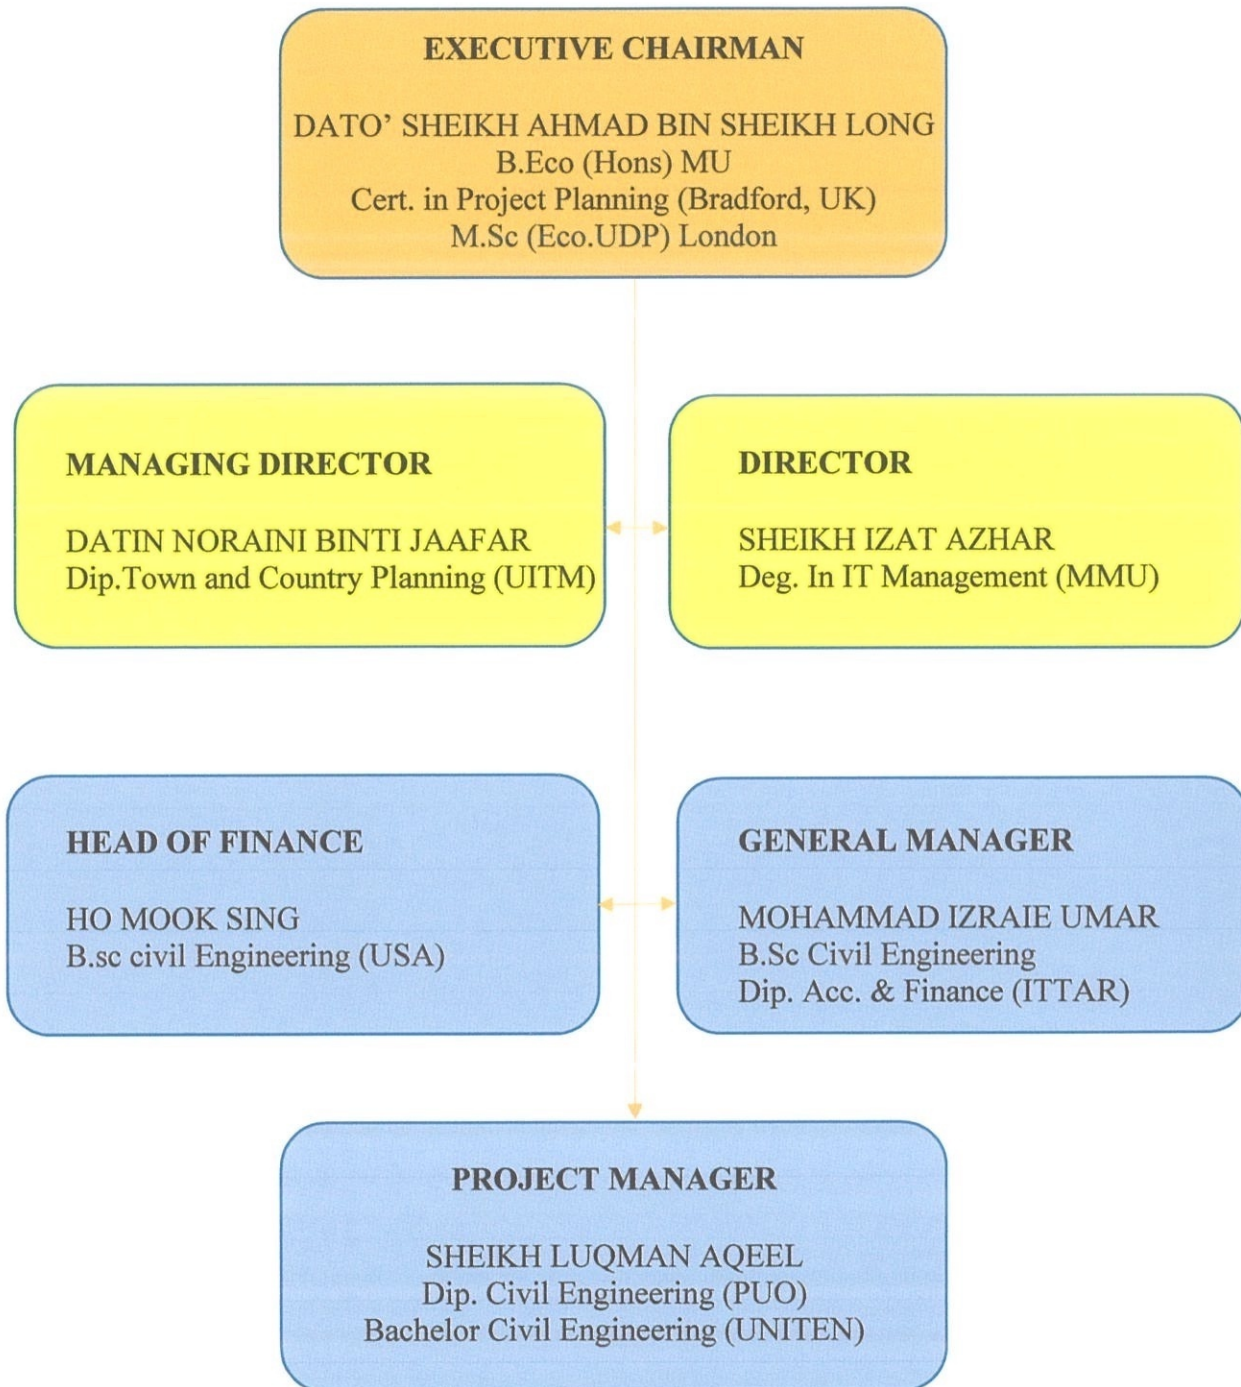 EXECUTIVE CHAIRMAN
DATO’ SHEIKH AHMAD BIN SHEIKH LONG
B.Eco (Hons) MU
Cert. in Project Planning (Bradford, UK)
M.Sc (Eco.UDP) London
MANAGING DIRECTOR
DATIN NORAINI BINTI JAAFAR
Dip.Town and Country Planning (UITM)
DIRECTOR
SHEIKH IZAT AZHAR
Deg. In IT Management (MMU)
HEAD OF FINANCE
HO MOOK SING
B.sc civil Engineering (USA)
GENERAL MANAGER
MOHAMMAD IZRAIE UMAR
B.Sc Civil Engineering
Dip. Acc. & Finance (ITTAR)
PROJECT MANAGER
SHEIKH LUQMAN AQEEL
Dip. Civil Engineering (PUO)
Bachelor Civil Engineering (UNITEN)